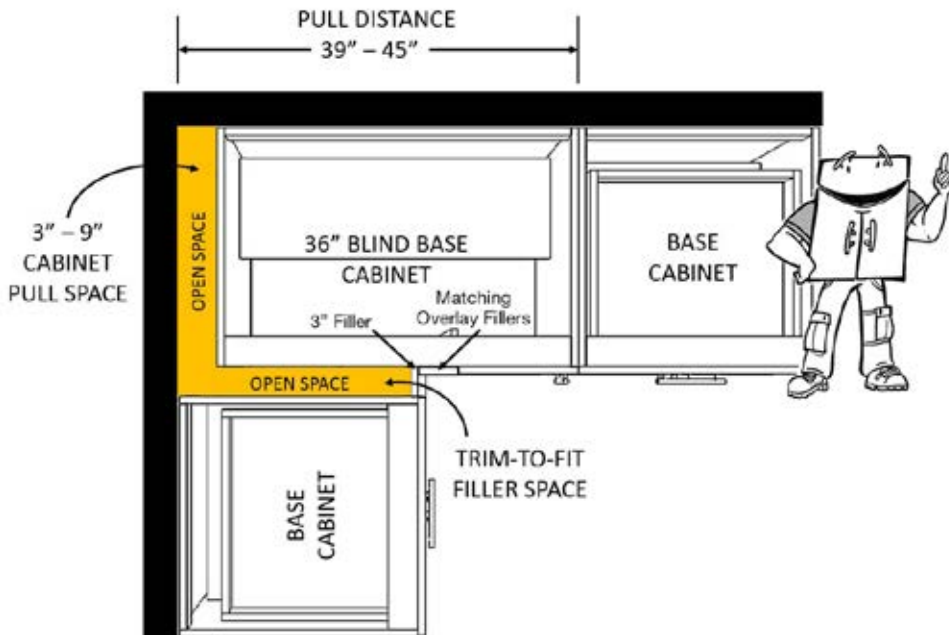 PULL DISTANCE
39” – 45”
3” – 9”
CABINET
PULL SPACE
OPEN SPACE
36” BLIND BASE
CABINET
BASE
CABINET
3” Filler
Matching
Overlay Fillers
OPEN SPACE
TRIM-TO-FIT
FILLER SPACE
BASE
CABINET